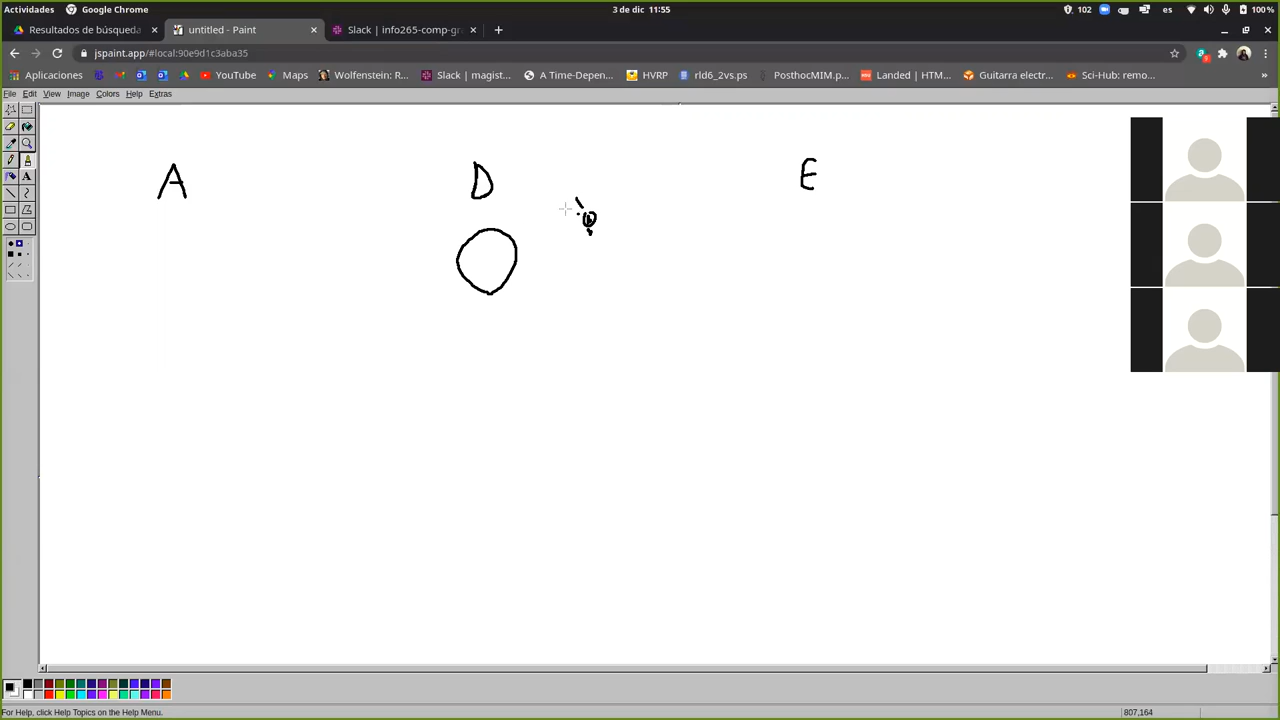 Actividades
Google Chrome
3 de dic 11:55
102
es
100 %
Resultados de búsqueda
untitled - Paint
Slack | info265-comp-gr
jspaint.app/#local:90e9d1c3aba35
Aplicaciones
YouTube
Maps
Wolfenstein: R...
Slack | magist...
A Time-Depen...
HVRP
rld6_2vs.ps
PosthocMIM.p...
Landed | HTM...
Guitarra electr...
Sci-Hub: remo...
»
File Edit View Image Colors Help Extras
A D E
For Help, click Help Topics on the Help Menu.
807,164